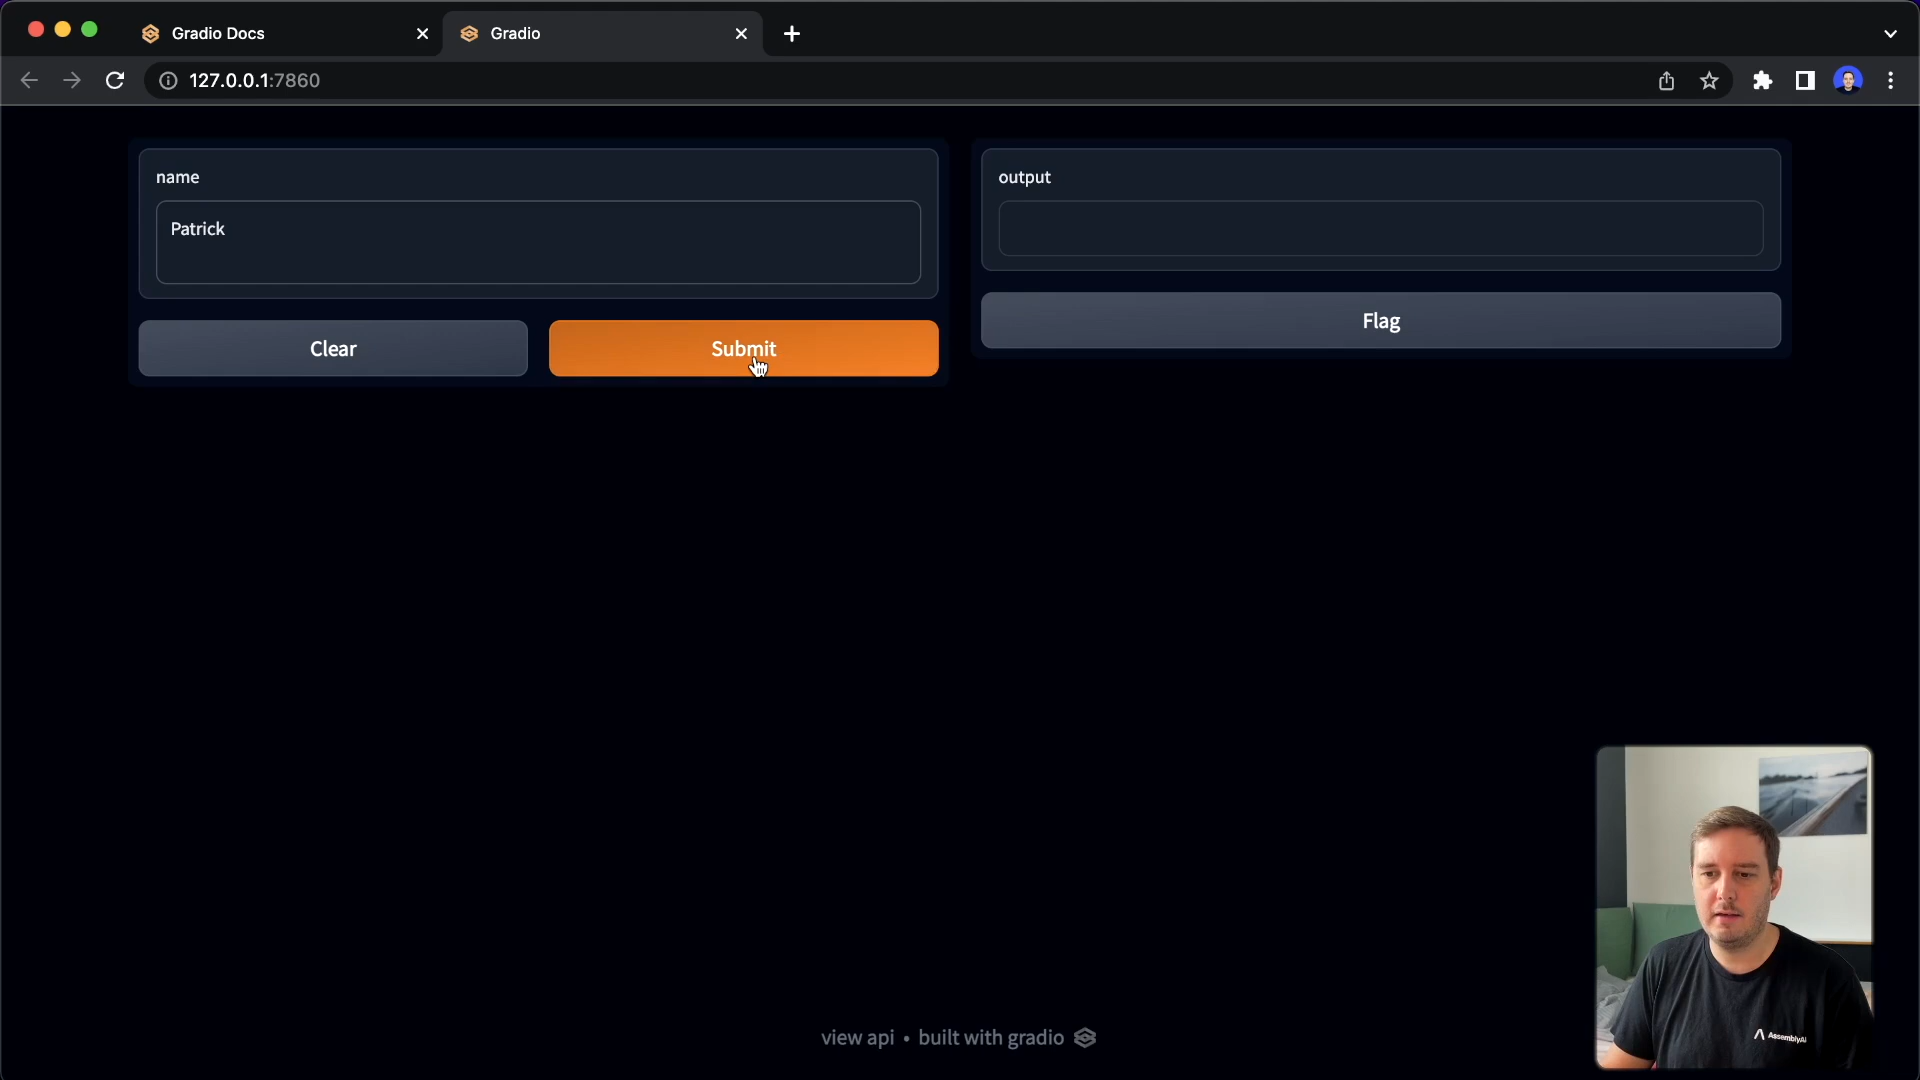 Gradio Docs
Gradio
127.0.0.1:7860
name
Patrick
Clear
Submit
output
Flag
view api • built with gradio
AssemblyAI